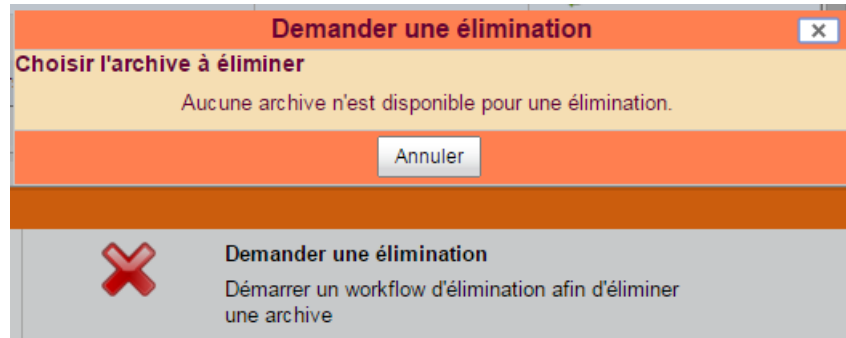 Demander une élimination
Choisir l'archive à éliminer
Aucune archive n'est disponible pour une élimination.
Annuler
Demander une élimination
Démarrer un workflow d'élimination afin d'éliminer
une archive